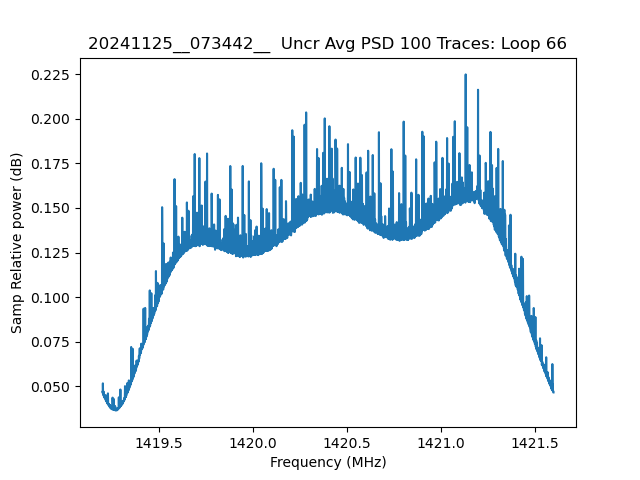 20241125__073442__  Uncr Avg PSD 100 Traces: Loop 66
Samp Relative power (dB)
0.225
0.200
0.175
0.150
0.125
0.100
0.075
0.050
1419.5 1420.0 1420.5 1421.0 1421.5
Frequency (MHz)